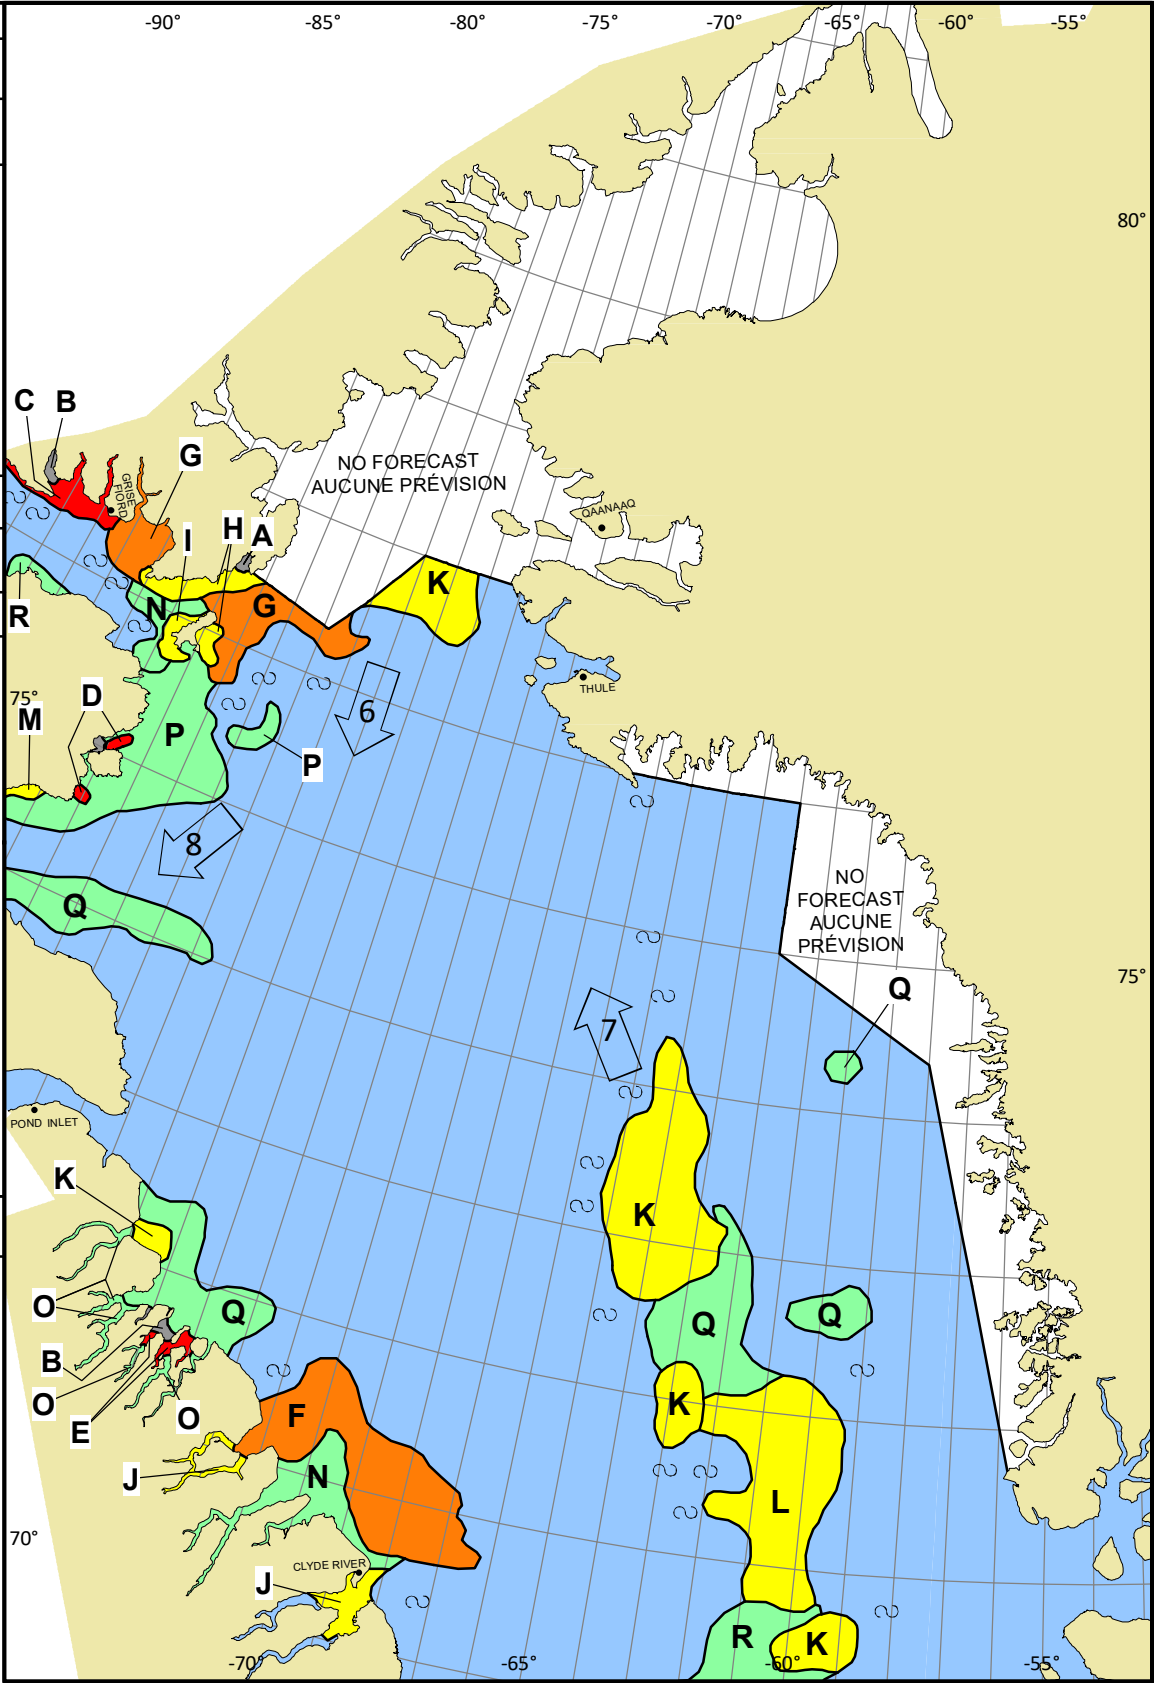 -90° -85° -80° -75° -70° -65° -60° -55°
80°
C B
G
NO FORECAST
AUCUNE PRÉVISION
GRISE
FIORD
QAANAAQ
I H A
K
N G
R
THULE
75°
D
M
6
P
P
8
NO
FORECAST
AUCUNE
PRÉVISION
Q
75°
Q
7
POND INLET
K
K
O
Q
Q
Q
B
O
E
O
K
F
J
N
L
70°
CLYDE RIVER
J
R
K
-70° -65° -60° -55°